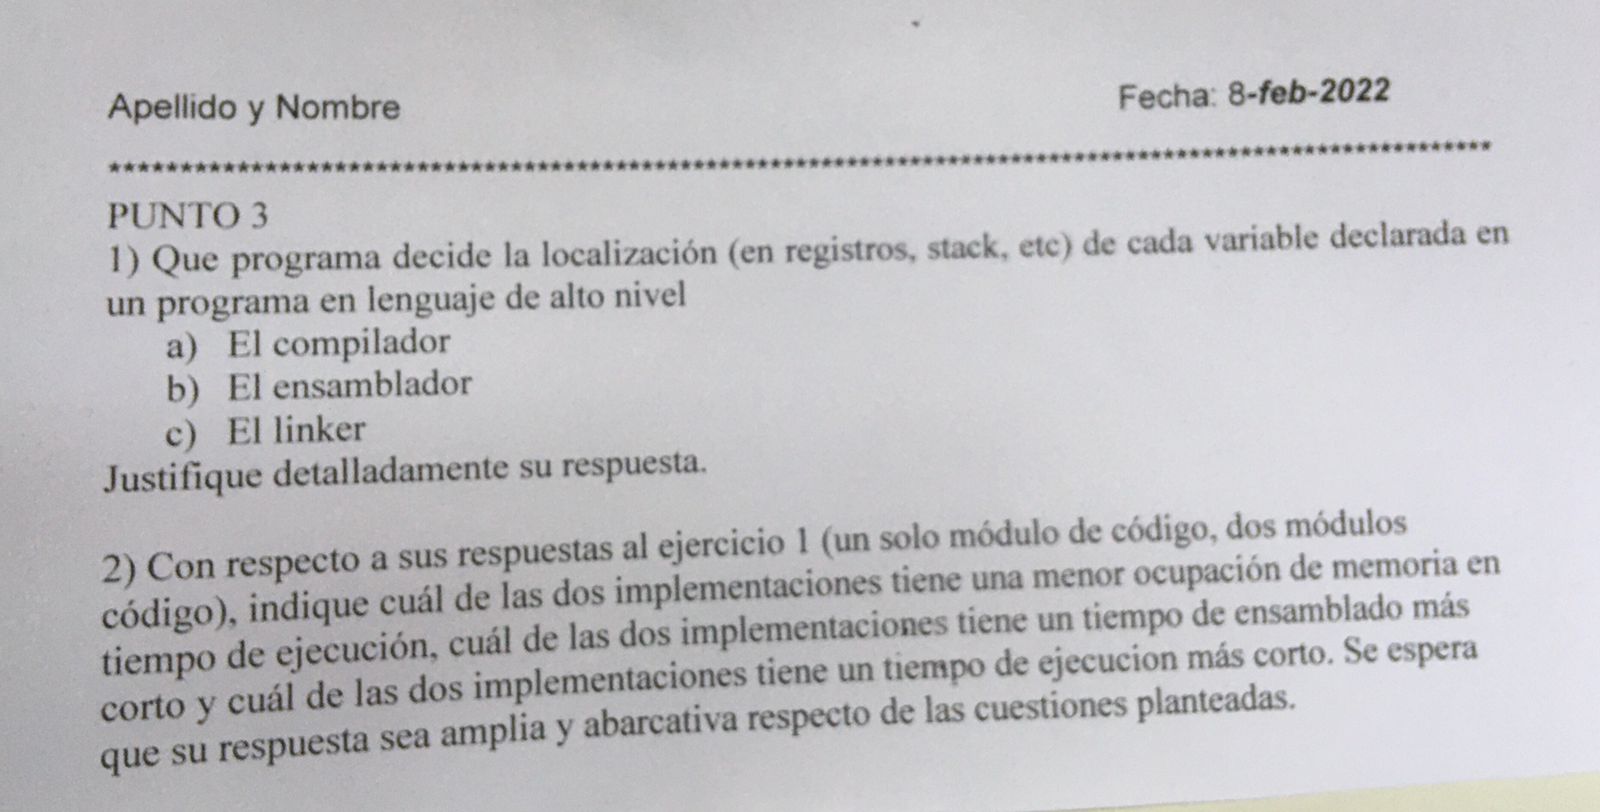 Apellido y Nombre Fecha: 8-feb-2022
************************************************************************************************
PUNTO 3
1) Que programa decide la localización (en registros, stack, etc) de cada variable declarada en
un programa en lenguaje de alto nivel
a) El compilador
b) El ensamblador
c) El linker
Justifique detalladamente su respuesta.
2) Con respecto a sus respuestas al ejercicio 1 (un solo módulo de código, dos módulos
código), indique cuál de las dos implementaciones tiene una menor ocupación de memoria en
tiempo de ejecución, cuál de las dos implementaciones tiene un tiempo de ensamblado más
corto y cuál de las dos implementaciones tiene un tiempo de ejecucion más corto. Se espera
que su respuesta sea amplia y abarcativa respecto de las cuestiones planteadas.